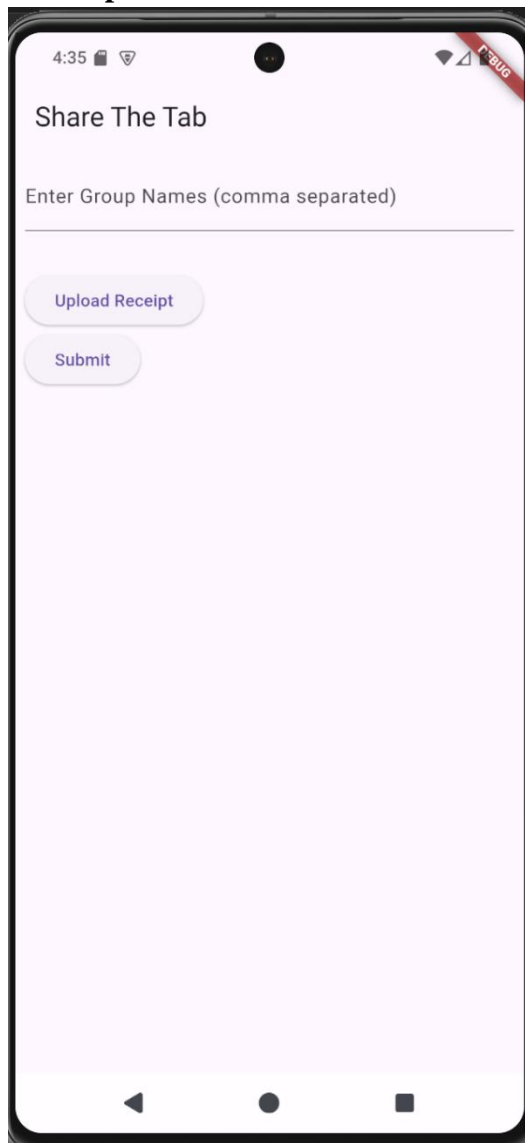 4:35
DEBUG
Share The Tab
Enter Group Names (comma separated)
Upload Receipt
Submit